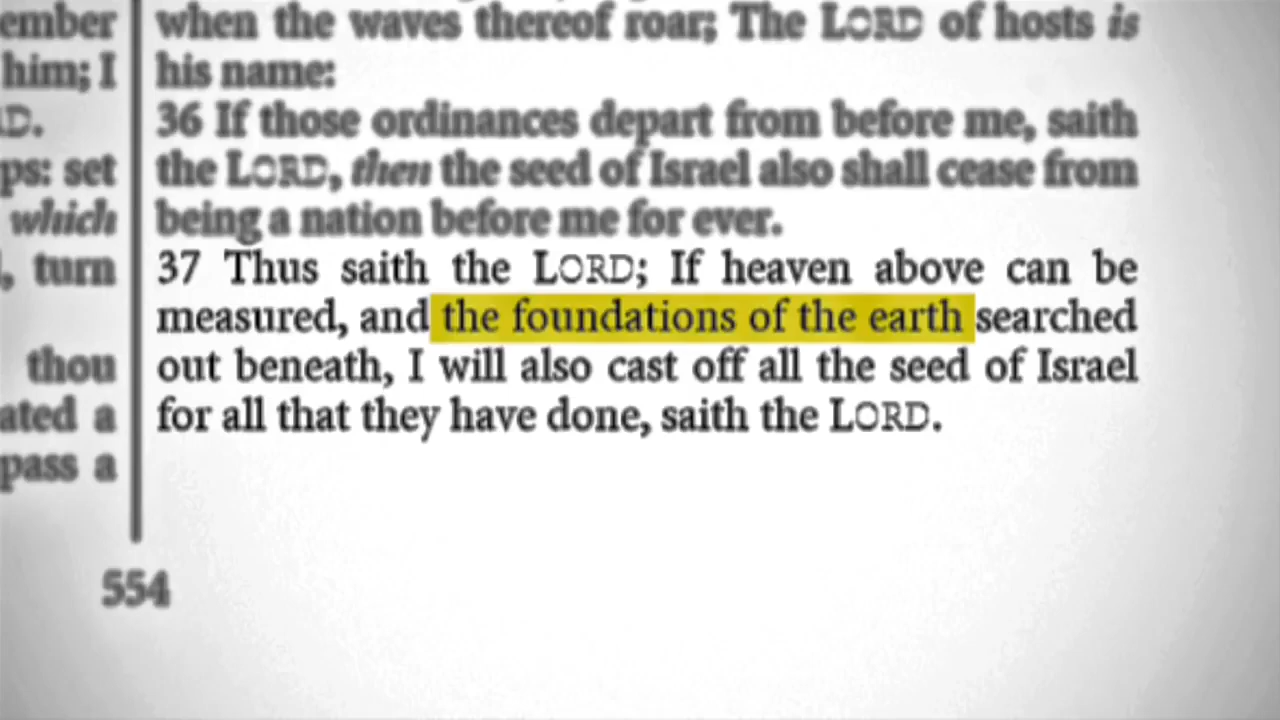 ember
him; I
RD.
ps: set
which
, turn
thou
ated a
pass a
when the waves thereof roar; The LORD of hosts is
his name:
36 If those ordinances depart from before me, saith
the LORD, then the seed of Israel also shall cease from
being a nation before me for ever.
37 Thus saith the LORD; If heaven above can be
measured, and the foundations of the earth searched
out beneath, I will also cast off all the seed of Israel
for all that they have done, saith the LORD.
554